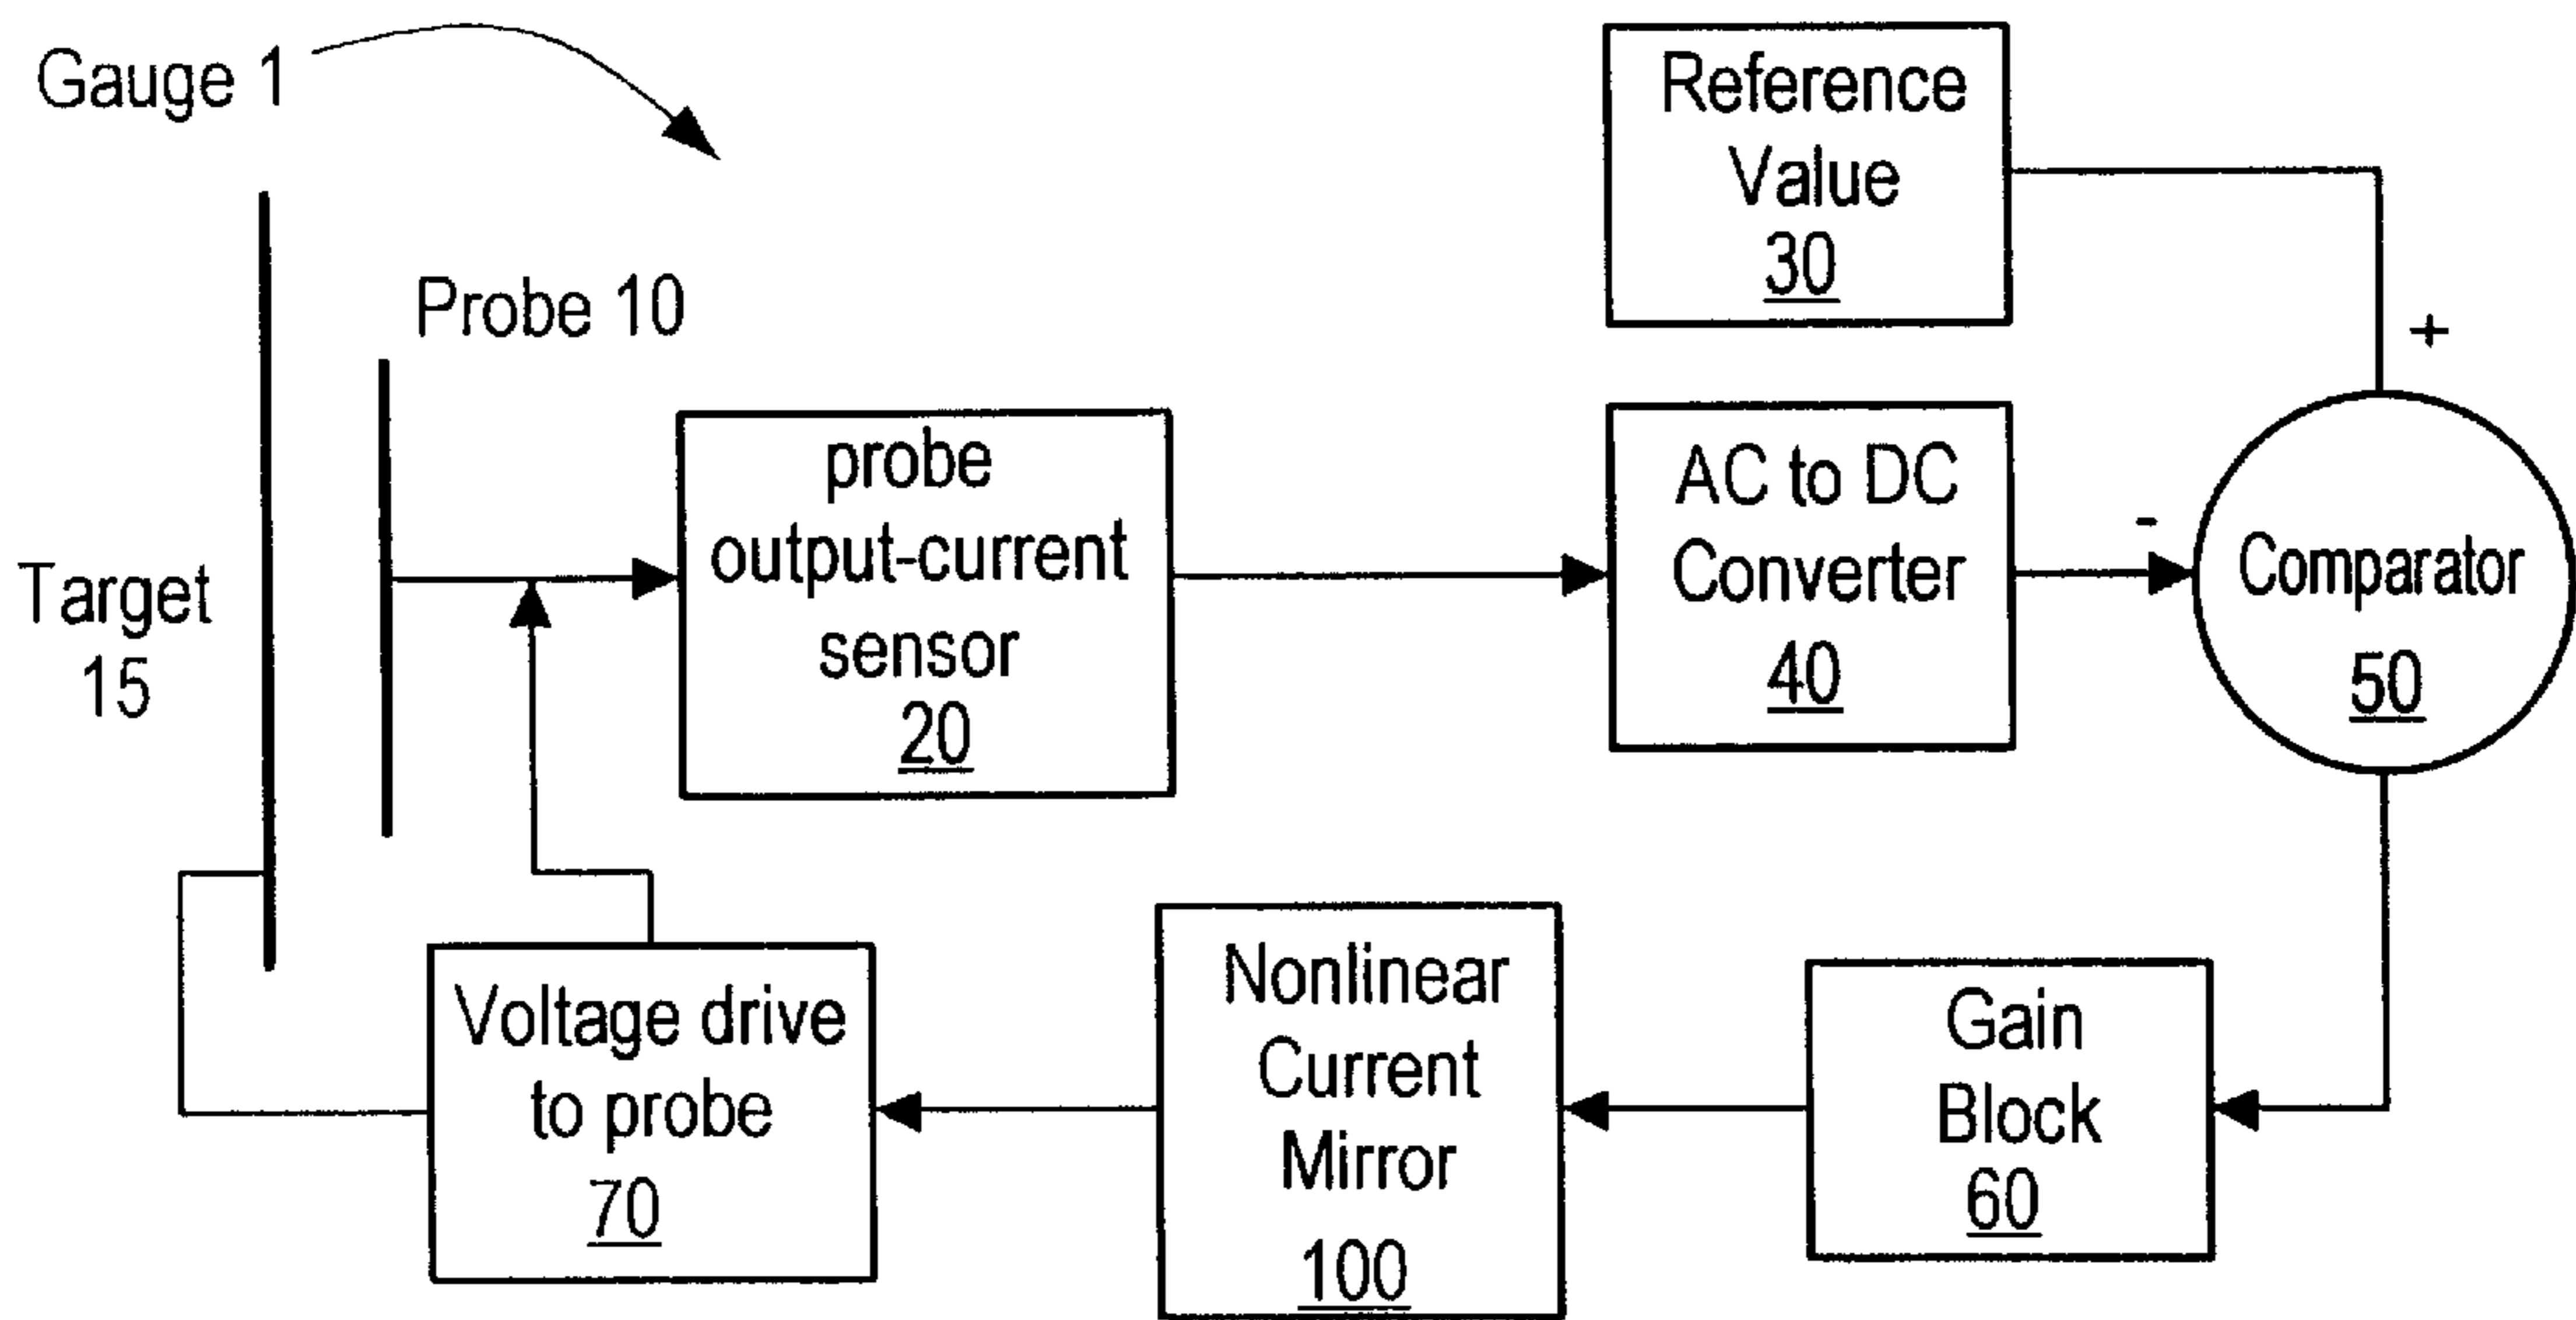 Gauge 1
Reference
Value
30
Probe 10
+
probe
output-current
sensor
20
AC to DC
Converter
40
-
Comparator
50
Target
15
Voltage drive
to probe
70
Nonlinear
Current
Mirror
100
Gain
Block
60